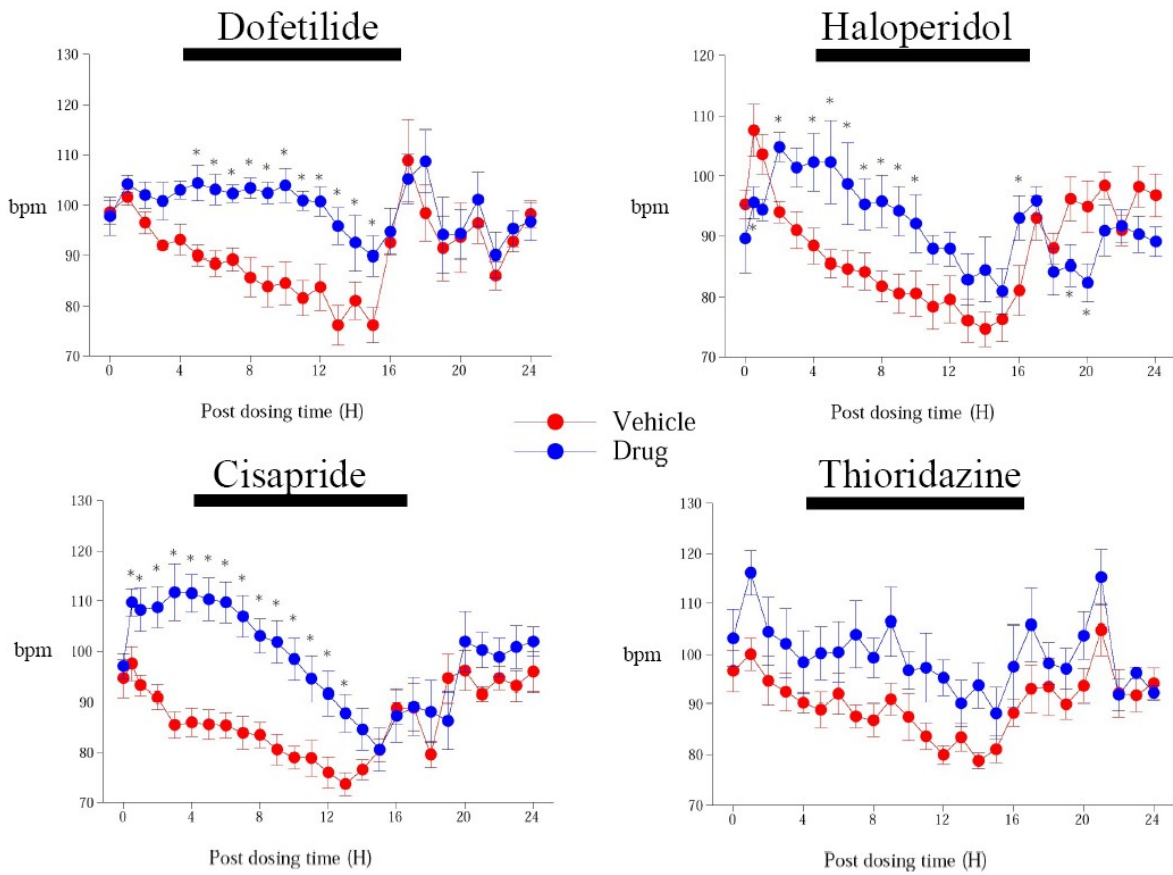 Dofetilide
130
120
110
100
90
80
70
bpm
* * * * * * * * * * *
0 4 8 12 16 20 24
Post dosing time (H)
Haloperidol
120
110
100
90
80
70
bpm
* * * * * * * * * * * *
0 4 8 12 16 20 24
Post dosing time (H)
Vehicle
Drug
Cisapride
130
120
110
100
90
80
70
bpm
* * * * * * * * * * * * * *
0 4 8 12 16 20 24
Post dosing time (H)
Thioridazine
130
120
110
100
90
80
70
bpm
0 4 8 12 16 20 24
Post dosing time (H)